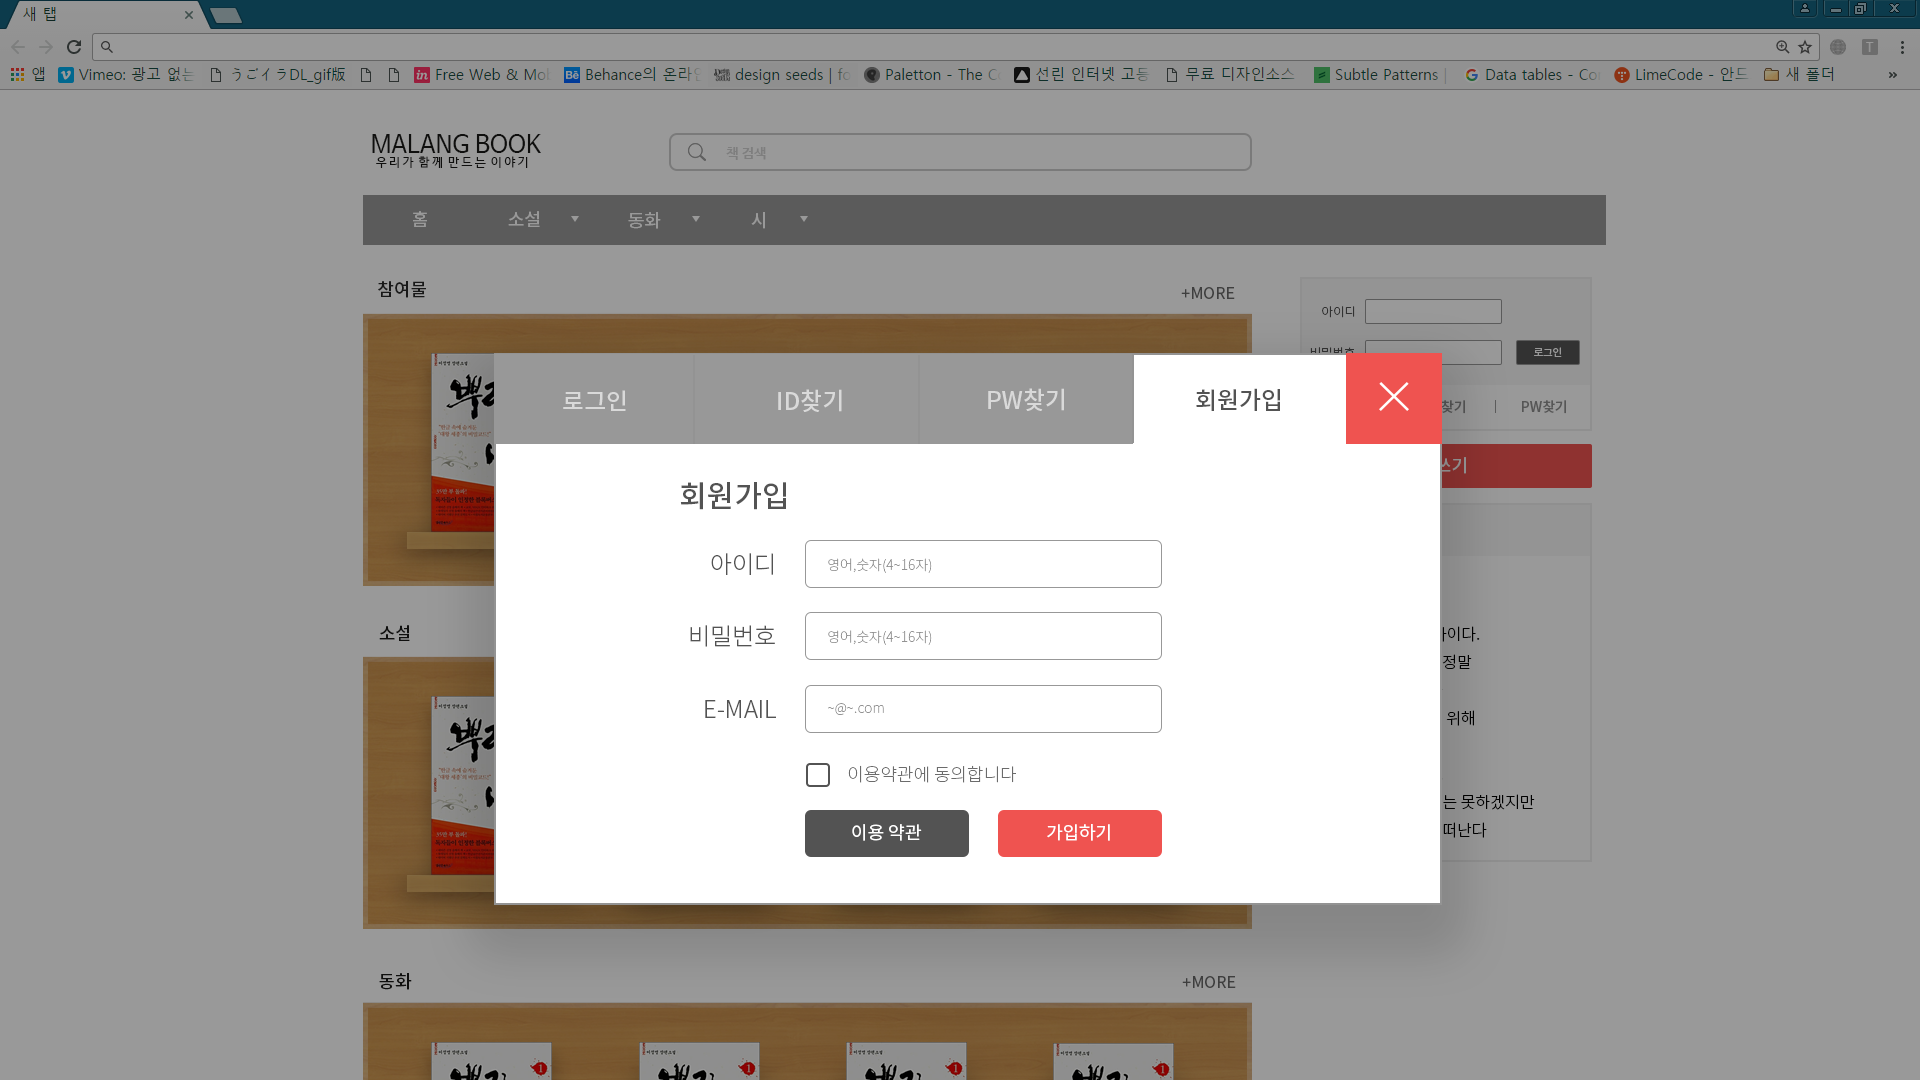 새 탭
앱 Vimeo: 광고 없는 うごイラDL_gif版 Free Web & Mo Behance의 온라인 design seeds | fo Paletton - The C 선린 인터넷 고등 무료 디자인소스 Subtle Patterns | Data tables - Co LimeCode - 안드 새 폴더 »
MALANG BOOK
우리가 함께 만드는 이야기
책 검색
홈 소설 동화 시
참여물 +MORE
아이디
비밀번호 로그인
찾기 | PW찾기
쓰기
로그인 ID찾기 PW찾기 회원가입
회원가입
아이디 영어,숫자(4~16자)
비밀번호 영어,숫자(4~16자)
E-MAIL ~@~.com
이용약관에 동의합니다
이용 약관 가입하기
소설
아이다.
정말
위해
는 못하겠지만
떠난다
동화 +MORE